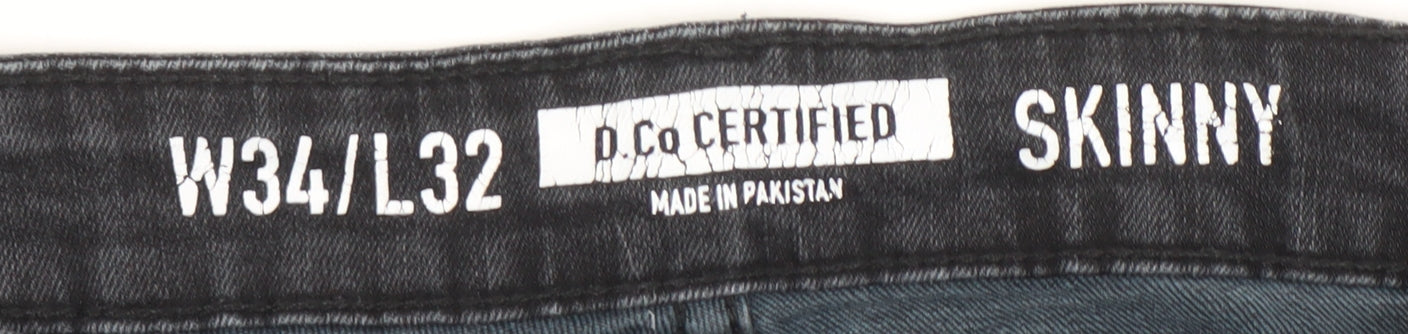 W34/L32 D.Co CERTIFIED SKINNY
MADE IN PAKISTAN